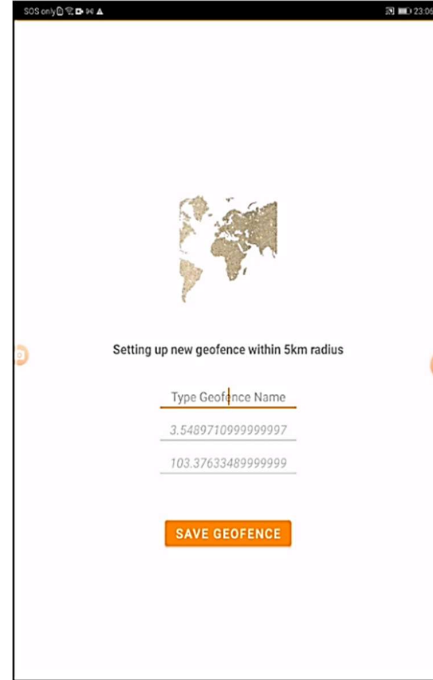 SOS only 23:06
Setting up new geofence within 5km radius
Type Geofence Name
3.5489710999999997
103.37633489999999
SAVE GEOFENCE